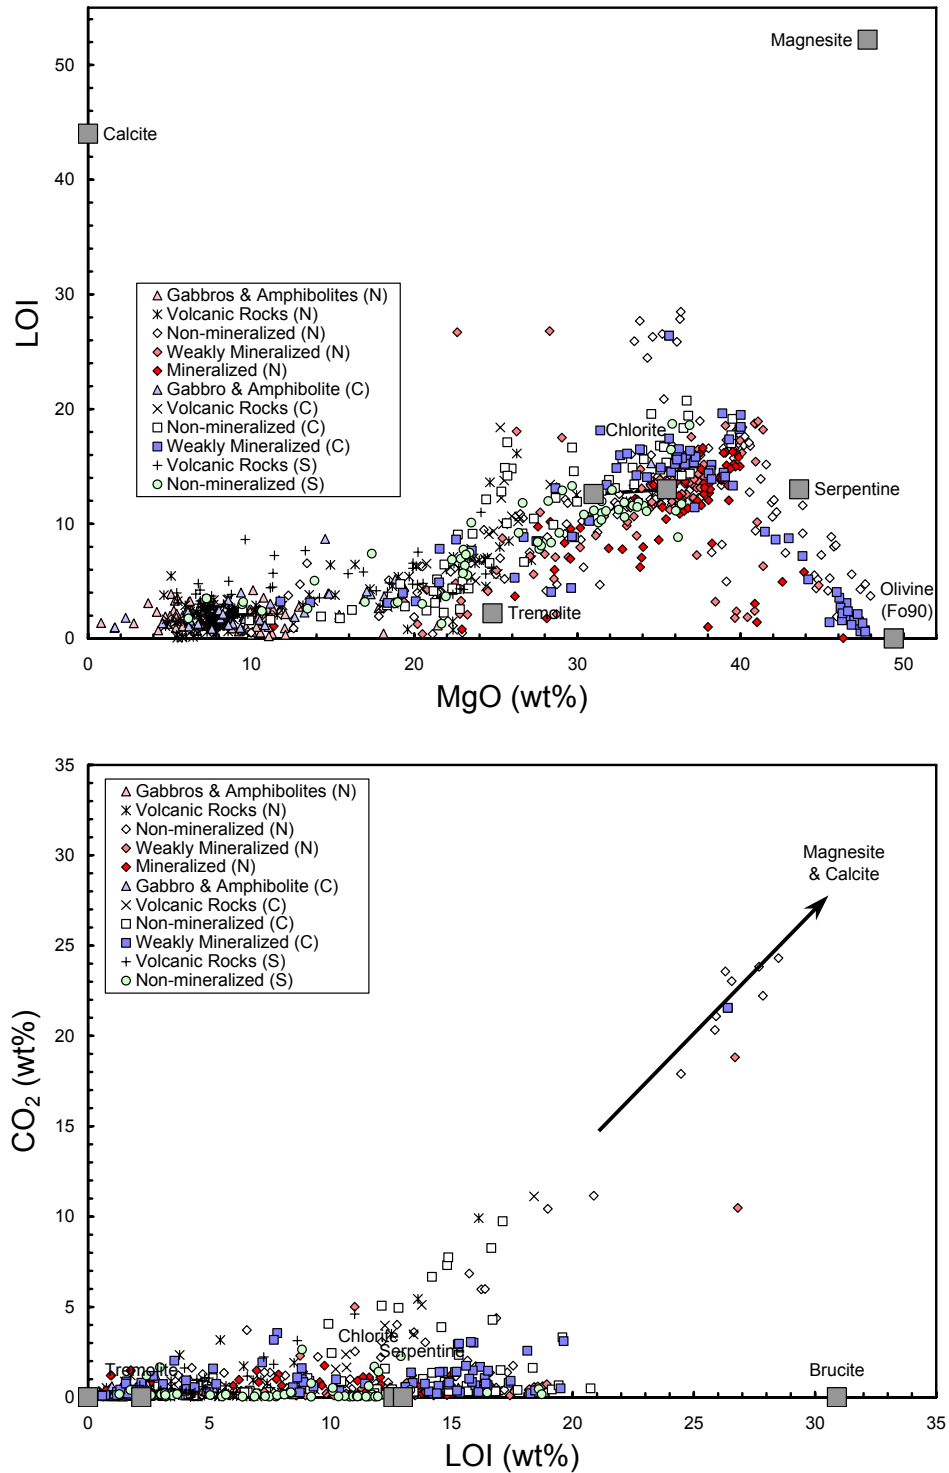 50
40
30
20
10
0
LOI
Magnesite
Calcite
Gabbros & Amphibolites (N)
Volcanic Rocks (N)
Non-mineralized (N)
Weakly Mineralized (N)
Mineralized (N)
Gabbro & Amphibolite (C)
Volcanic Rocks (C)
Non-mineralized (C)
Weakly Mineralized (C)
Volcanic Rocks (S)
Non-mineralized (S)
Chlorite
Serpentine
Tremolite
Olivine
(Fo90)
0 10 20 30 40 50
MgO (wt%)
35
30
25
20
15
10
5
0
CO2 (wt%)
Gabbros & Amphibolites (N)
Volcanic Rocks (N)
Non-mineralized (N)
Weakly Mineralized (N)
Mineralized (N)
Gabbro & Amphibolite (C)
Volcanic Rocks (C)
Non-mineralized (C)
Weakly Mineralized (C)
Volcanic Rocks (S)
Non-mineralized (S)
Magnesite
& Calcite
Chlorite
Serpentine
Tremolite
Brucite
0 5 10 15 20 25 30 35
LOI (wt%)